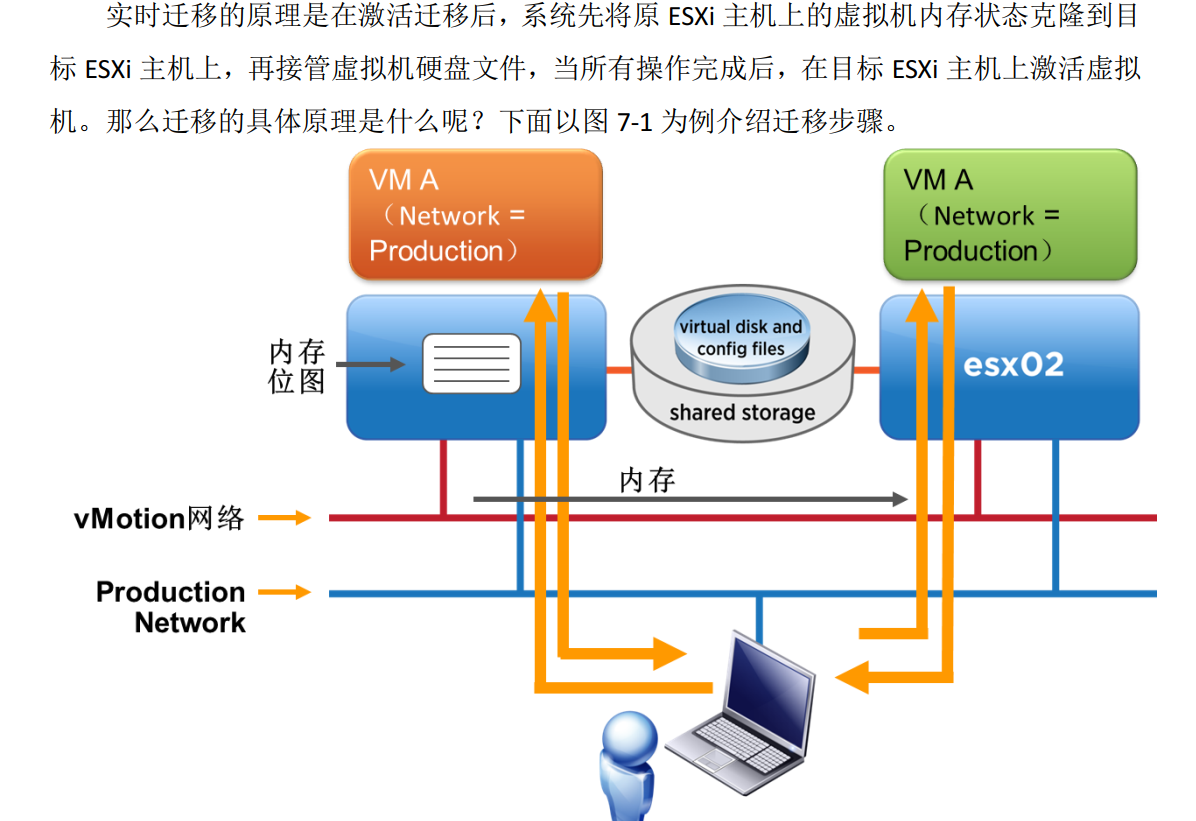 实时迁移的原理是在激活迁移后，系统先将原 ESXi 主机上的虚拟机内存状态克隆到目
标 ESXi 主机上，再接管虚拟机硬盘文件，当所有操作完成后，在目标 ESXi 主机上激活虚拟
机。那么迁移的具体原理是什么呢？下面以图 7-1 为例介绍迁移步骤。
VM A
（Network =
Production）
VM A
（Network =
Production）
内存
位图
virtual disk and
config files
shared storage
esx02
内存
vMotion网络
Production
Network